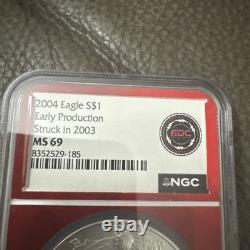 2004 Eagle S$1
Early Production
Struck in 2003
MS 69
8352529-185
EDC
NGC